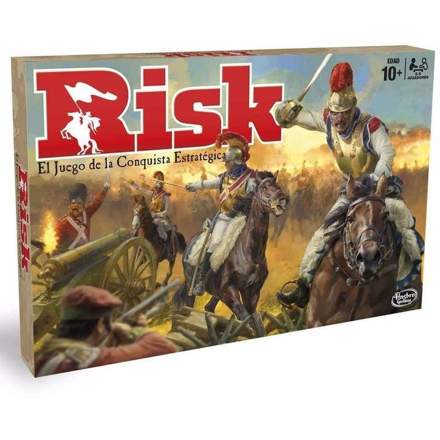 Risk
El Juego de la Conquista Estratégica
EDAD
10+
Risk
Hasbro
Gaming